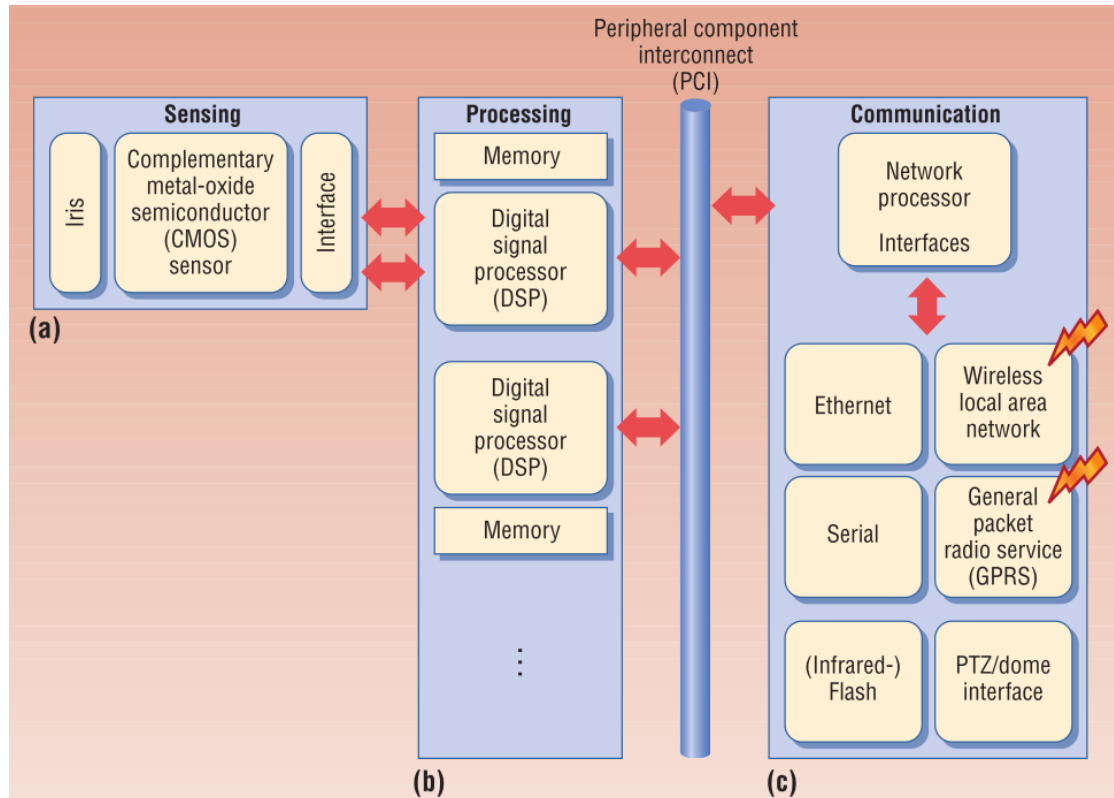 Peripheral component
interconnect
(PCI)
Sensing
Iris
Complementary
metal-oxide
semiconductor
(CMOS)
sensor
Interface
(a)
Processing
Memory
Digital
signal
processor
(DSP)
Digital
signal
processor
(DSP)
Memory
⋮
(b)
Communication
Network
processor
Interfaces
Ethernet
Wireless
local area
network
Serial
General
packet
radio service
(GPRS)
(Infrared-)
Flash
PTZ/dome
interface
(c)